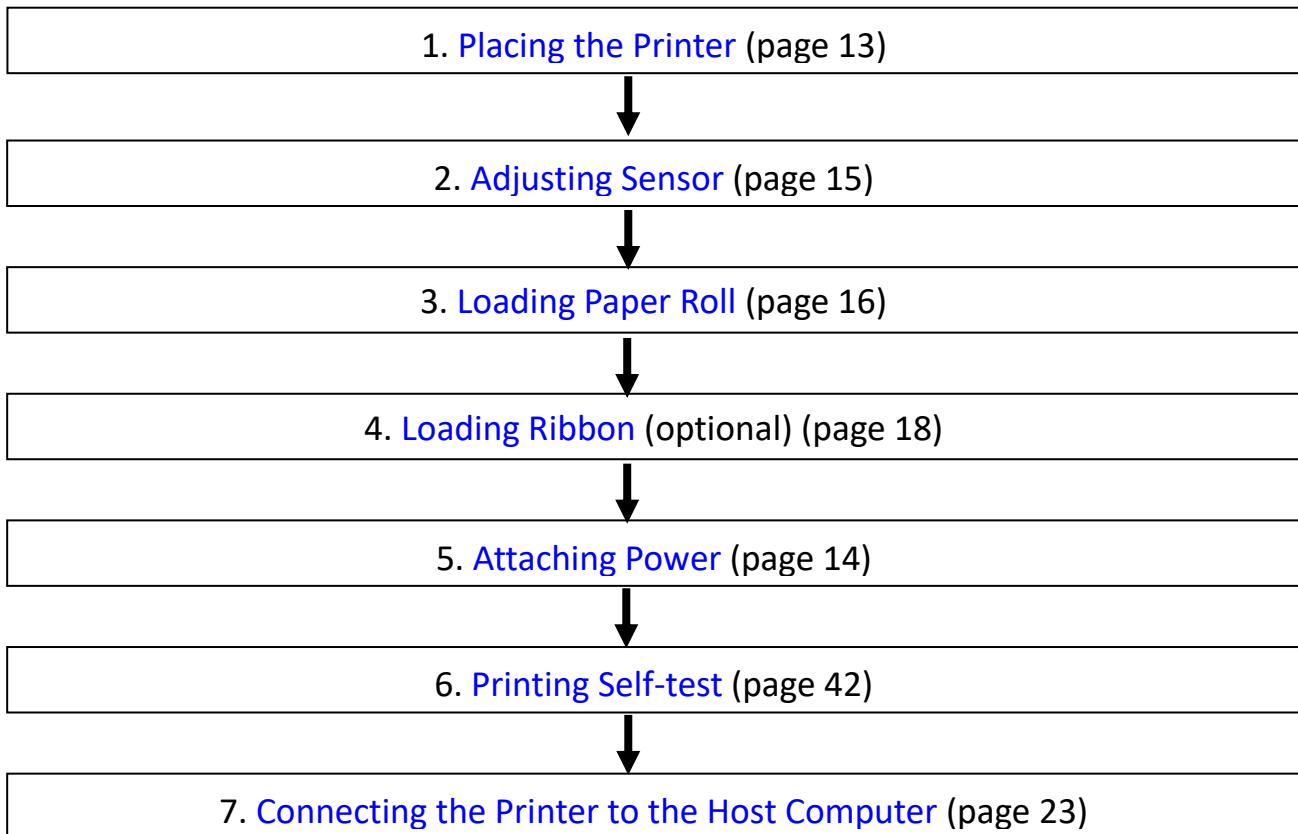 1. Placing the Printer (page 13)
2. Adjusting Sensor (page 15)
3. Loading Paper Roll (page 16)
4. Loading Ribbon (optional) (page 18)
5. Attaching Power (page 14)
6. Printing Self-test (page 42)
7. Connecting the Printer to the Host Computer (page 23)